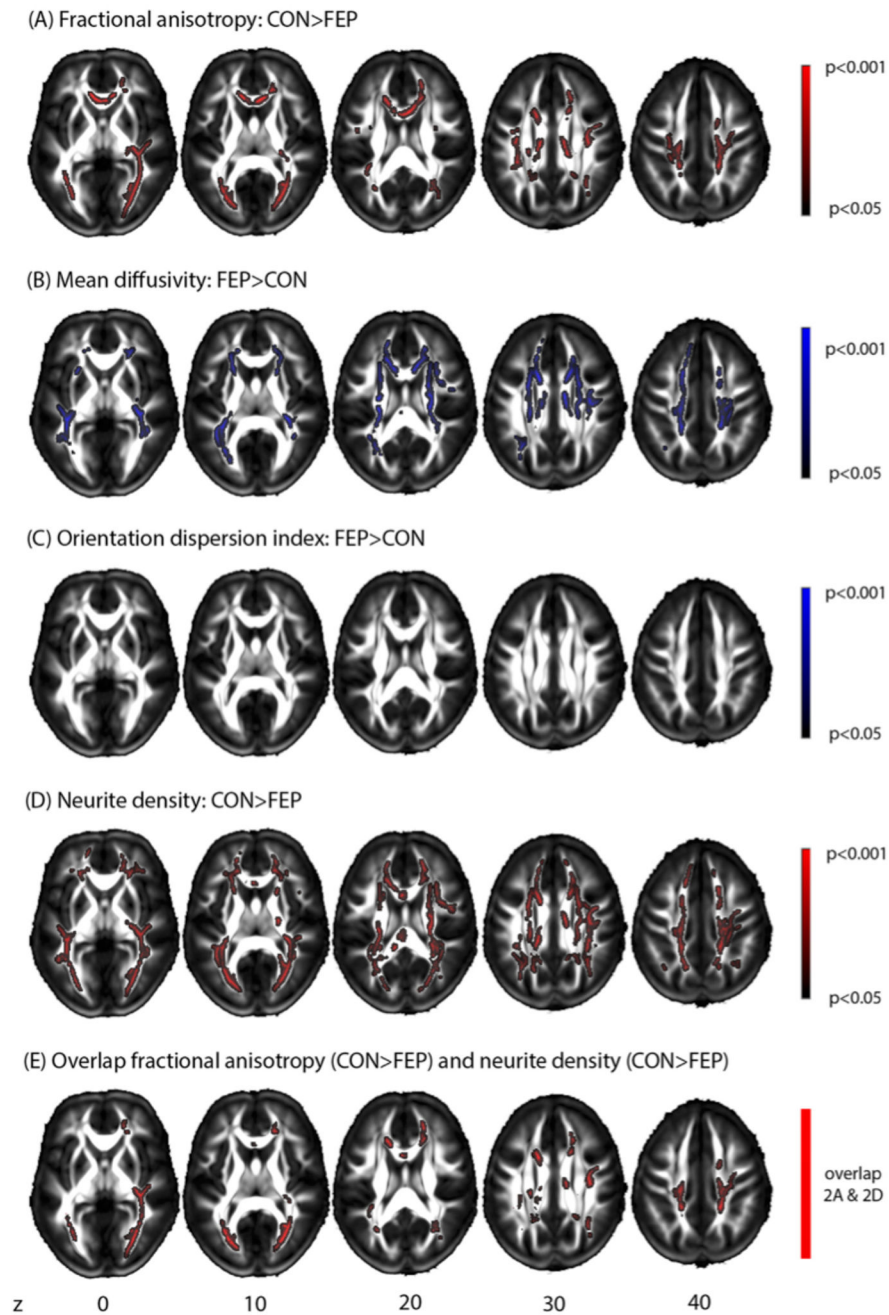 (A) Fractional anisotropy: CON>FEP
p<0.001
p<0.05
(B) Mean diffusivity: FEP>CON
p<0.001
p<0.05
(C) Orientation dispersion index: FEP>CON
p<0.001
p<0.05
(D) Neurite density: CON>FEP
p<0.001
p<0.05
(E) Overlap fractional anisotropy (CON>FEP) and neurite density (CON>FEP)
overlap
2A & 2D
z 0 10 20 30 40